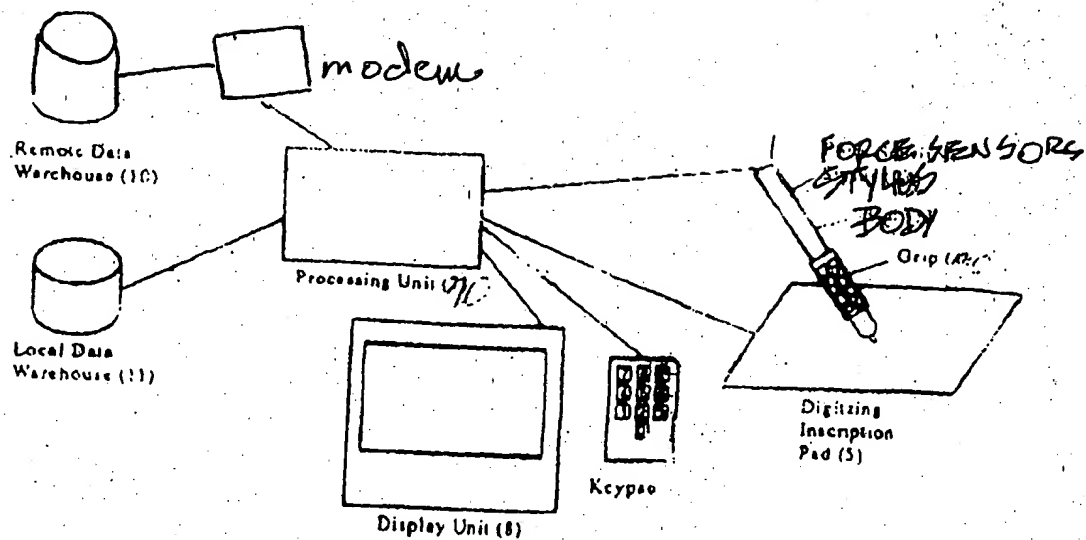 modem
Remote Data
Warehouse (10)
FORCE SENSORS
STYLUS
BODY
Grip
Processing Unit
Local Data
Warehouse (11)
Digitzing
Inscription
Pad (5)
Keypad
Display Unit (8)